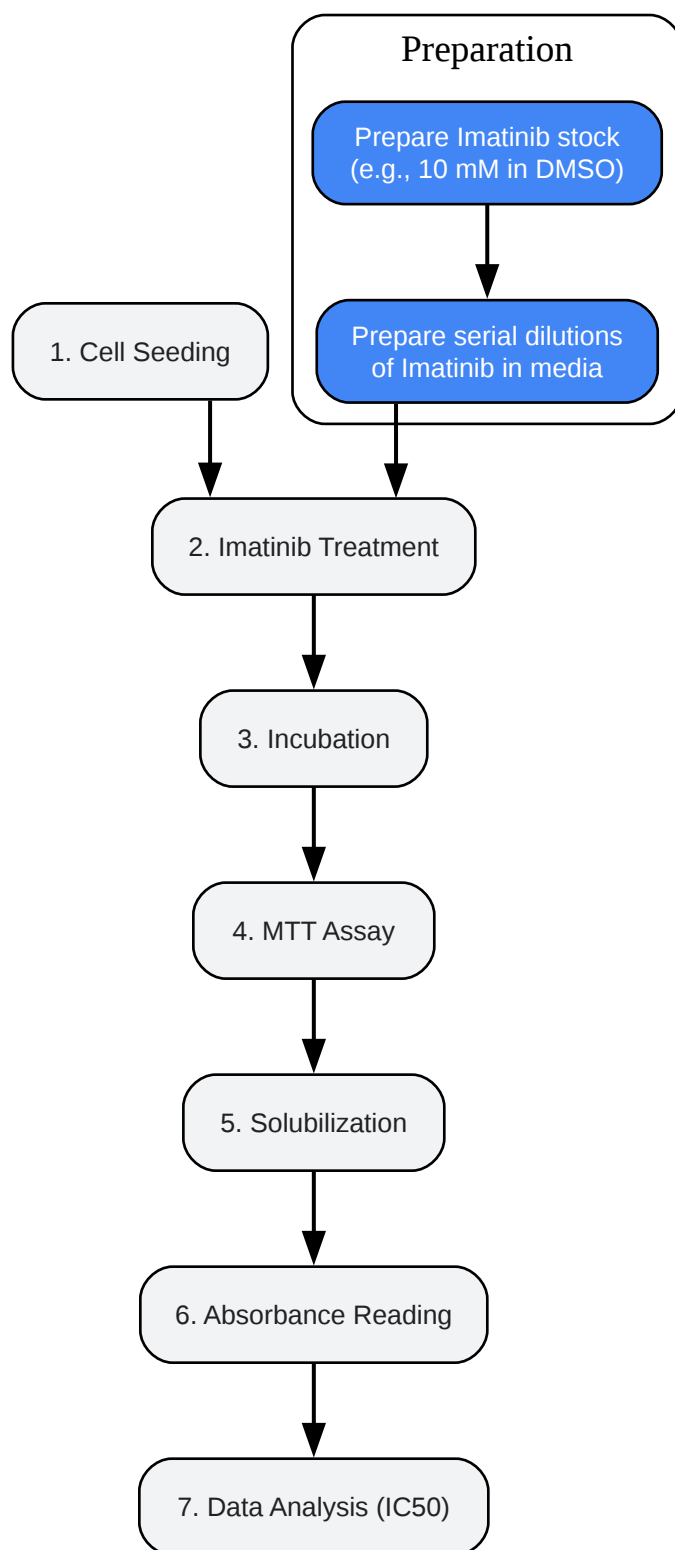 Preparation
Prepare Imatinib stock
(e.g., 10 mM in DMSO)
Prepare serial dilutions
of Imatinib in media
1. Cell Seeding
2. Imatinib Treatment
3. Incubation
4. MTT Assay
5. Solubilization
6. Absorbance Reading
7. Data Analysis (IC50)